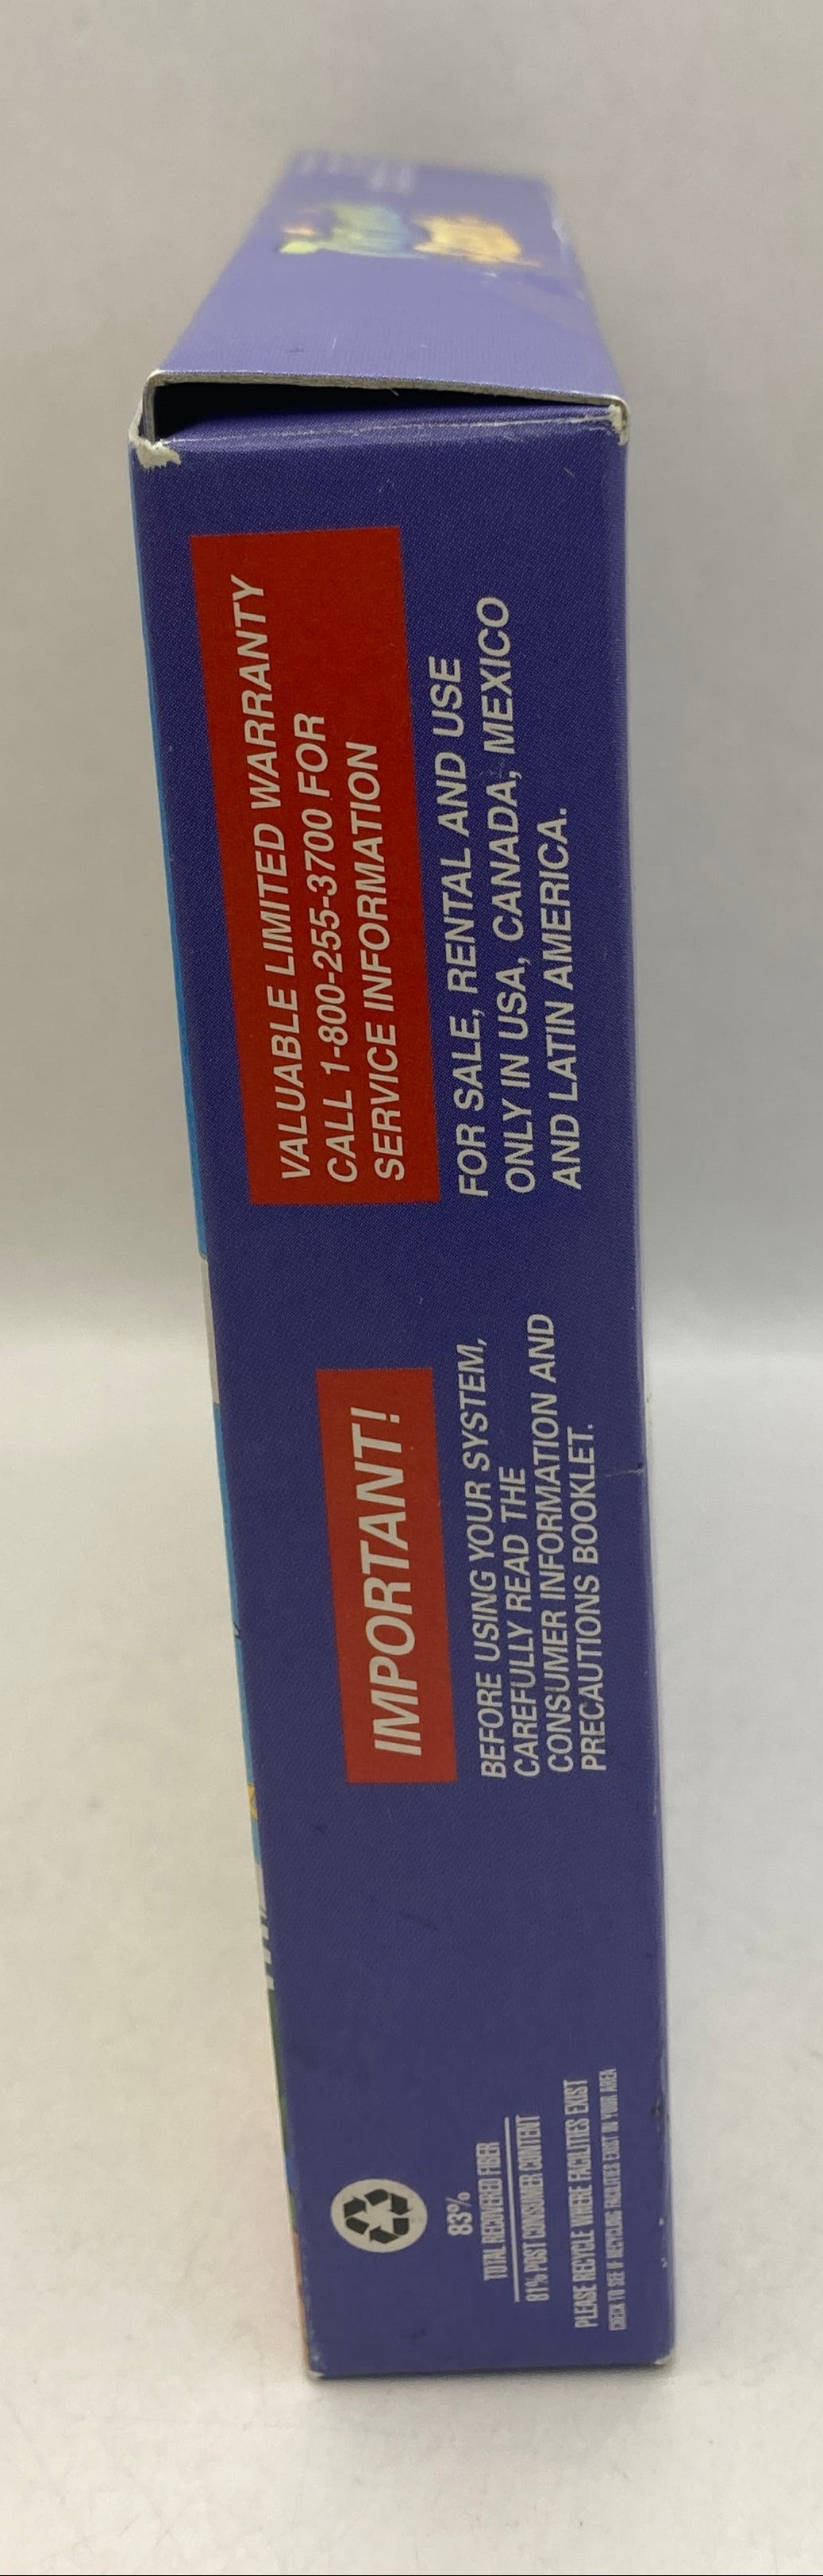 VALUABLE LIMITED WARRANTY
CALL 1-800-255-3700 FOR
SERVICE INFORMATION
FOR SALE, RENTAL AND USE
ONLY IN USA, CANADA, MEXICO
AND LATIN AMERICA.
IMPORTANT!
BEFORE USING YOUR SYSTEM,
CAREFULLY READ THE
CONSUMER INFORMATION AND
PRECAUTIONS BOOKLET.
83%
TOTAL RECOVERED FIBER
81% POST CONSUMER CONTENT
PLEASE RECYCLE WHERE FACILITIES EXIST
CHECK TO SEE IF RECYCLING FACILITIES EXIST IN YOUR AREA